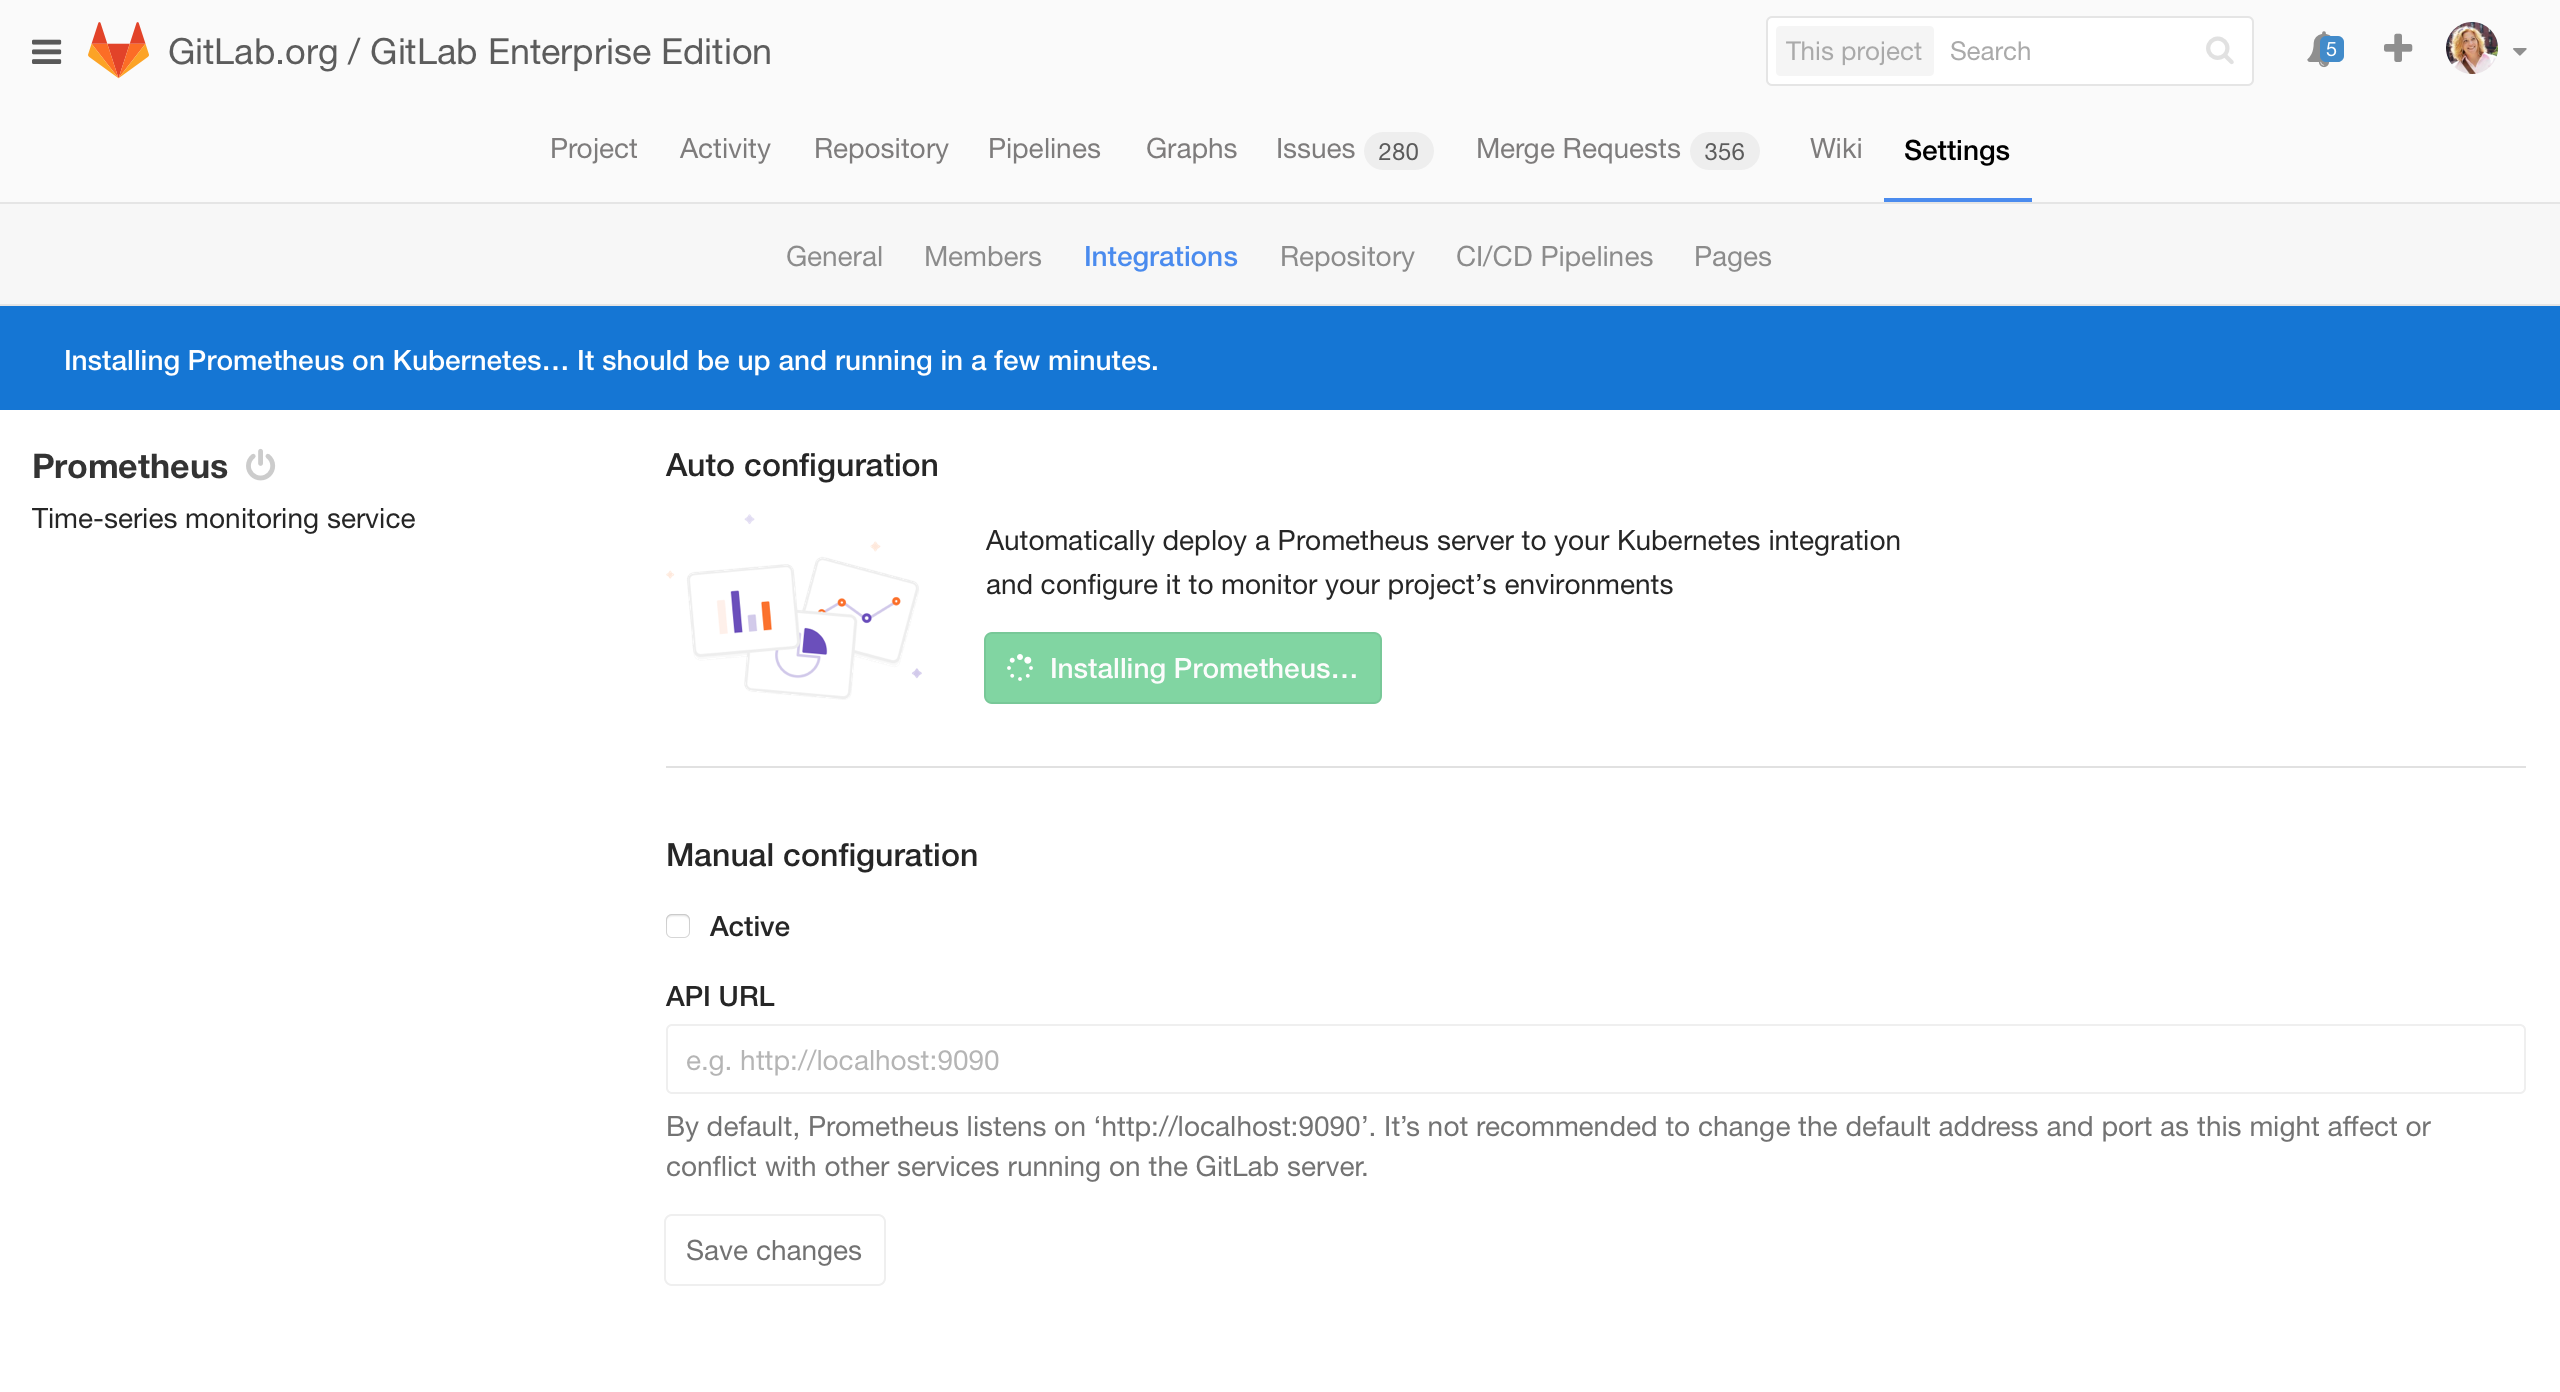 GitLab.org / GitLab Enterprise Edition
This project Search
5
Project Activity Repository Pipelines Graphs Issues 280 Merge Requests 356 Wiki Settings
General Members Integrations Repository CI/CD Pipelines Pages
Installing Prometheus on Kubernetes… It should be up and running in a few minutes.
Prometheus
Time-series monitoring service
Auto configuration
Automatically deploy a Prometheus server to your Kubernetes integration
and configure it to monitor your project’s environments
Installing Prometheus…
Manual configuration
Active
API URL
e.g. http://localhost:9090
By default, Prometheus listens on ‘http://localhost:9090’. It’s not recommended to change the default address and port as this might affect or
conflict with other services running on the GitLab server.
Save changes